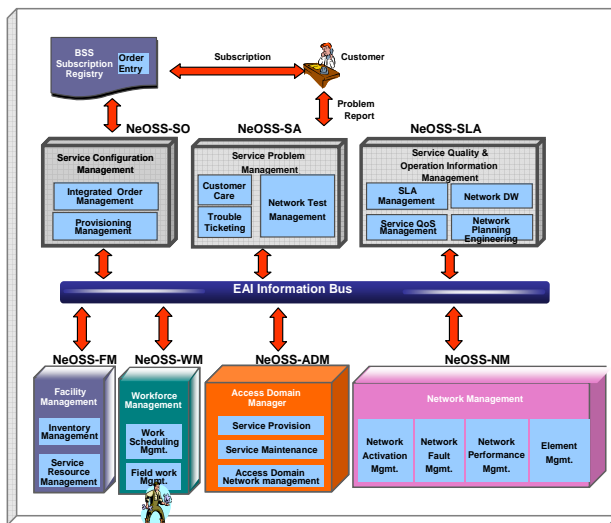 BSS
Subscription
Registry
Order
Entry
Subscription
Customer
Problem
Report
NeOSS-SO
NeOSS-SA
NeOSS-SLA
Service Configuration
Management
Integrated Order
Management
Provisioning
Management
Service Problem
Management
Customer
Care
Trouble
Ticketing
Network Test
Management
Service Quality &
Operation Information
Management
SLA
Management
Network DW
Service QoS
Management
Network
Planning
Engineering
EAI Information Bus
NeOSS-FM
NeOSS-WM
NeOSS-ADM
NeOSS-NM
Facility
Management
Inventory
Management
Service
Resource
Management
Workforce
Management
Work
Scheduling
Mgmt.
Field work
Mgmt.
Access Domain
Manager
Service Provision
Service Maintenance
Access Domain
Network management
Network Management
Network
Activation
Mgmt.
Network
Fault
Mgmt.
Network
Performance
Mgmt.
Element
Mgmt.